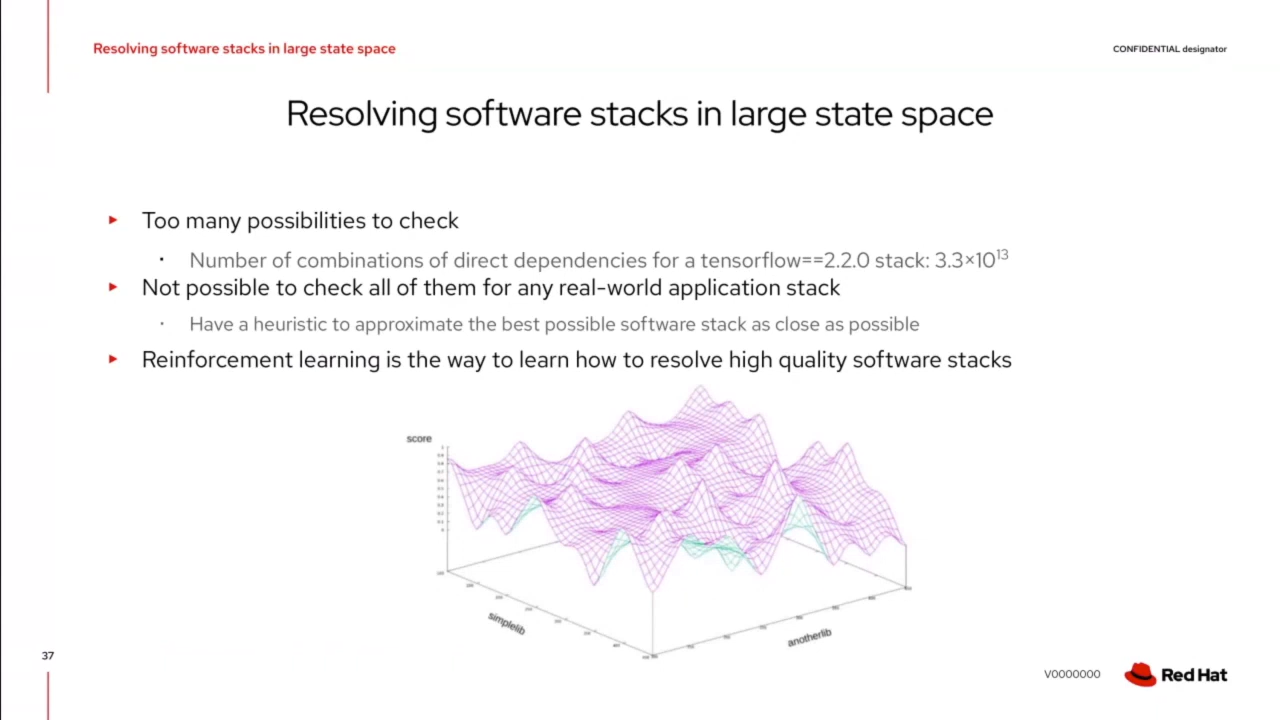 Resolving software stacks in large state space
CONFIDENTIAL designator
Resolving software stacks in large state space
▸ Too many possibilities to check
· Number of combinations of direct dependencies for a tensorflow==2.2.0 stack: 3.3×10¹³
▸ Not possible to check all of them for any real-world application stack
· Have a heuristic to approximate the best possible software stack as close as possible
▸ Reinforcement learning is the way to learn how to resolve high quality software stacks
score
simplelib
anotherlib
37
V0000000
Red Hat